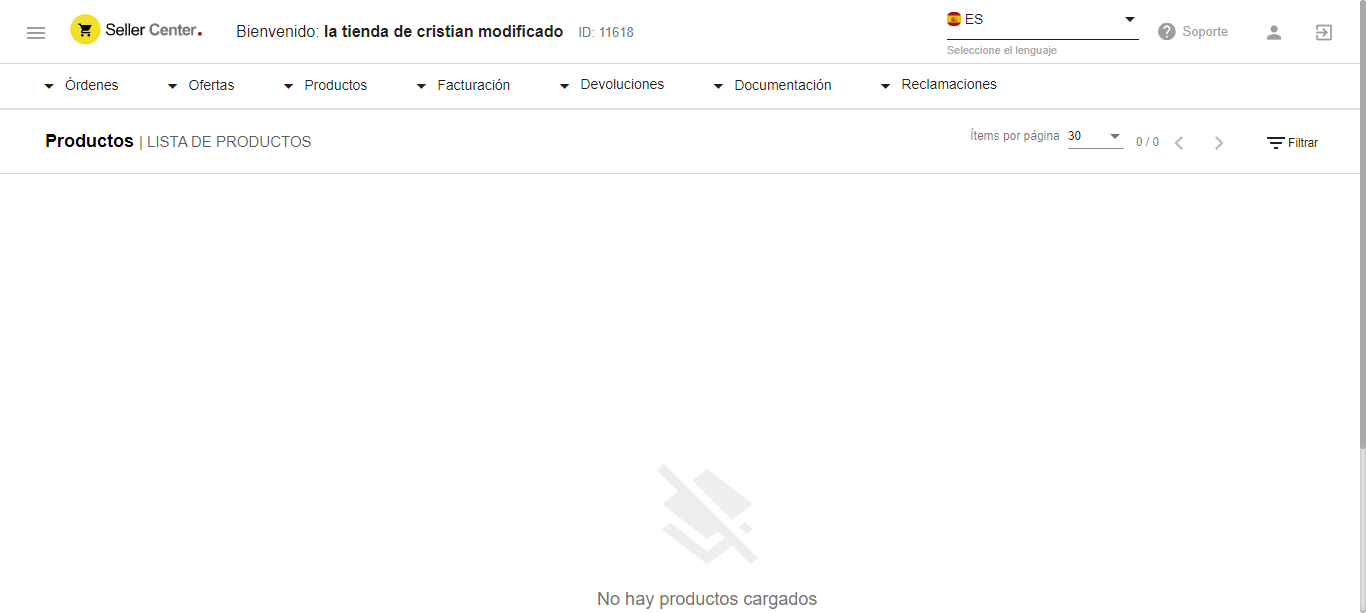 Seller Center.
Bienvenido: la tienda de cristian modificado ID: 11618
ES
Seleccione el lenguaje
Soporte
Órdenes Ofertas Productos Facturación Devoluciones Documentación Reclamaciones
Productos | LISTA DE PRODUCTOS
Ítems por página 30 0 / 0 Filtrar
No hay productos cargados